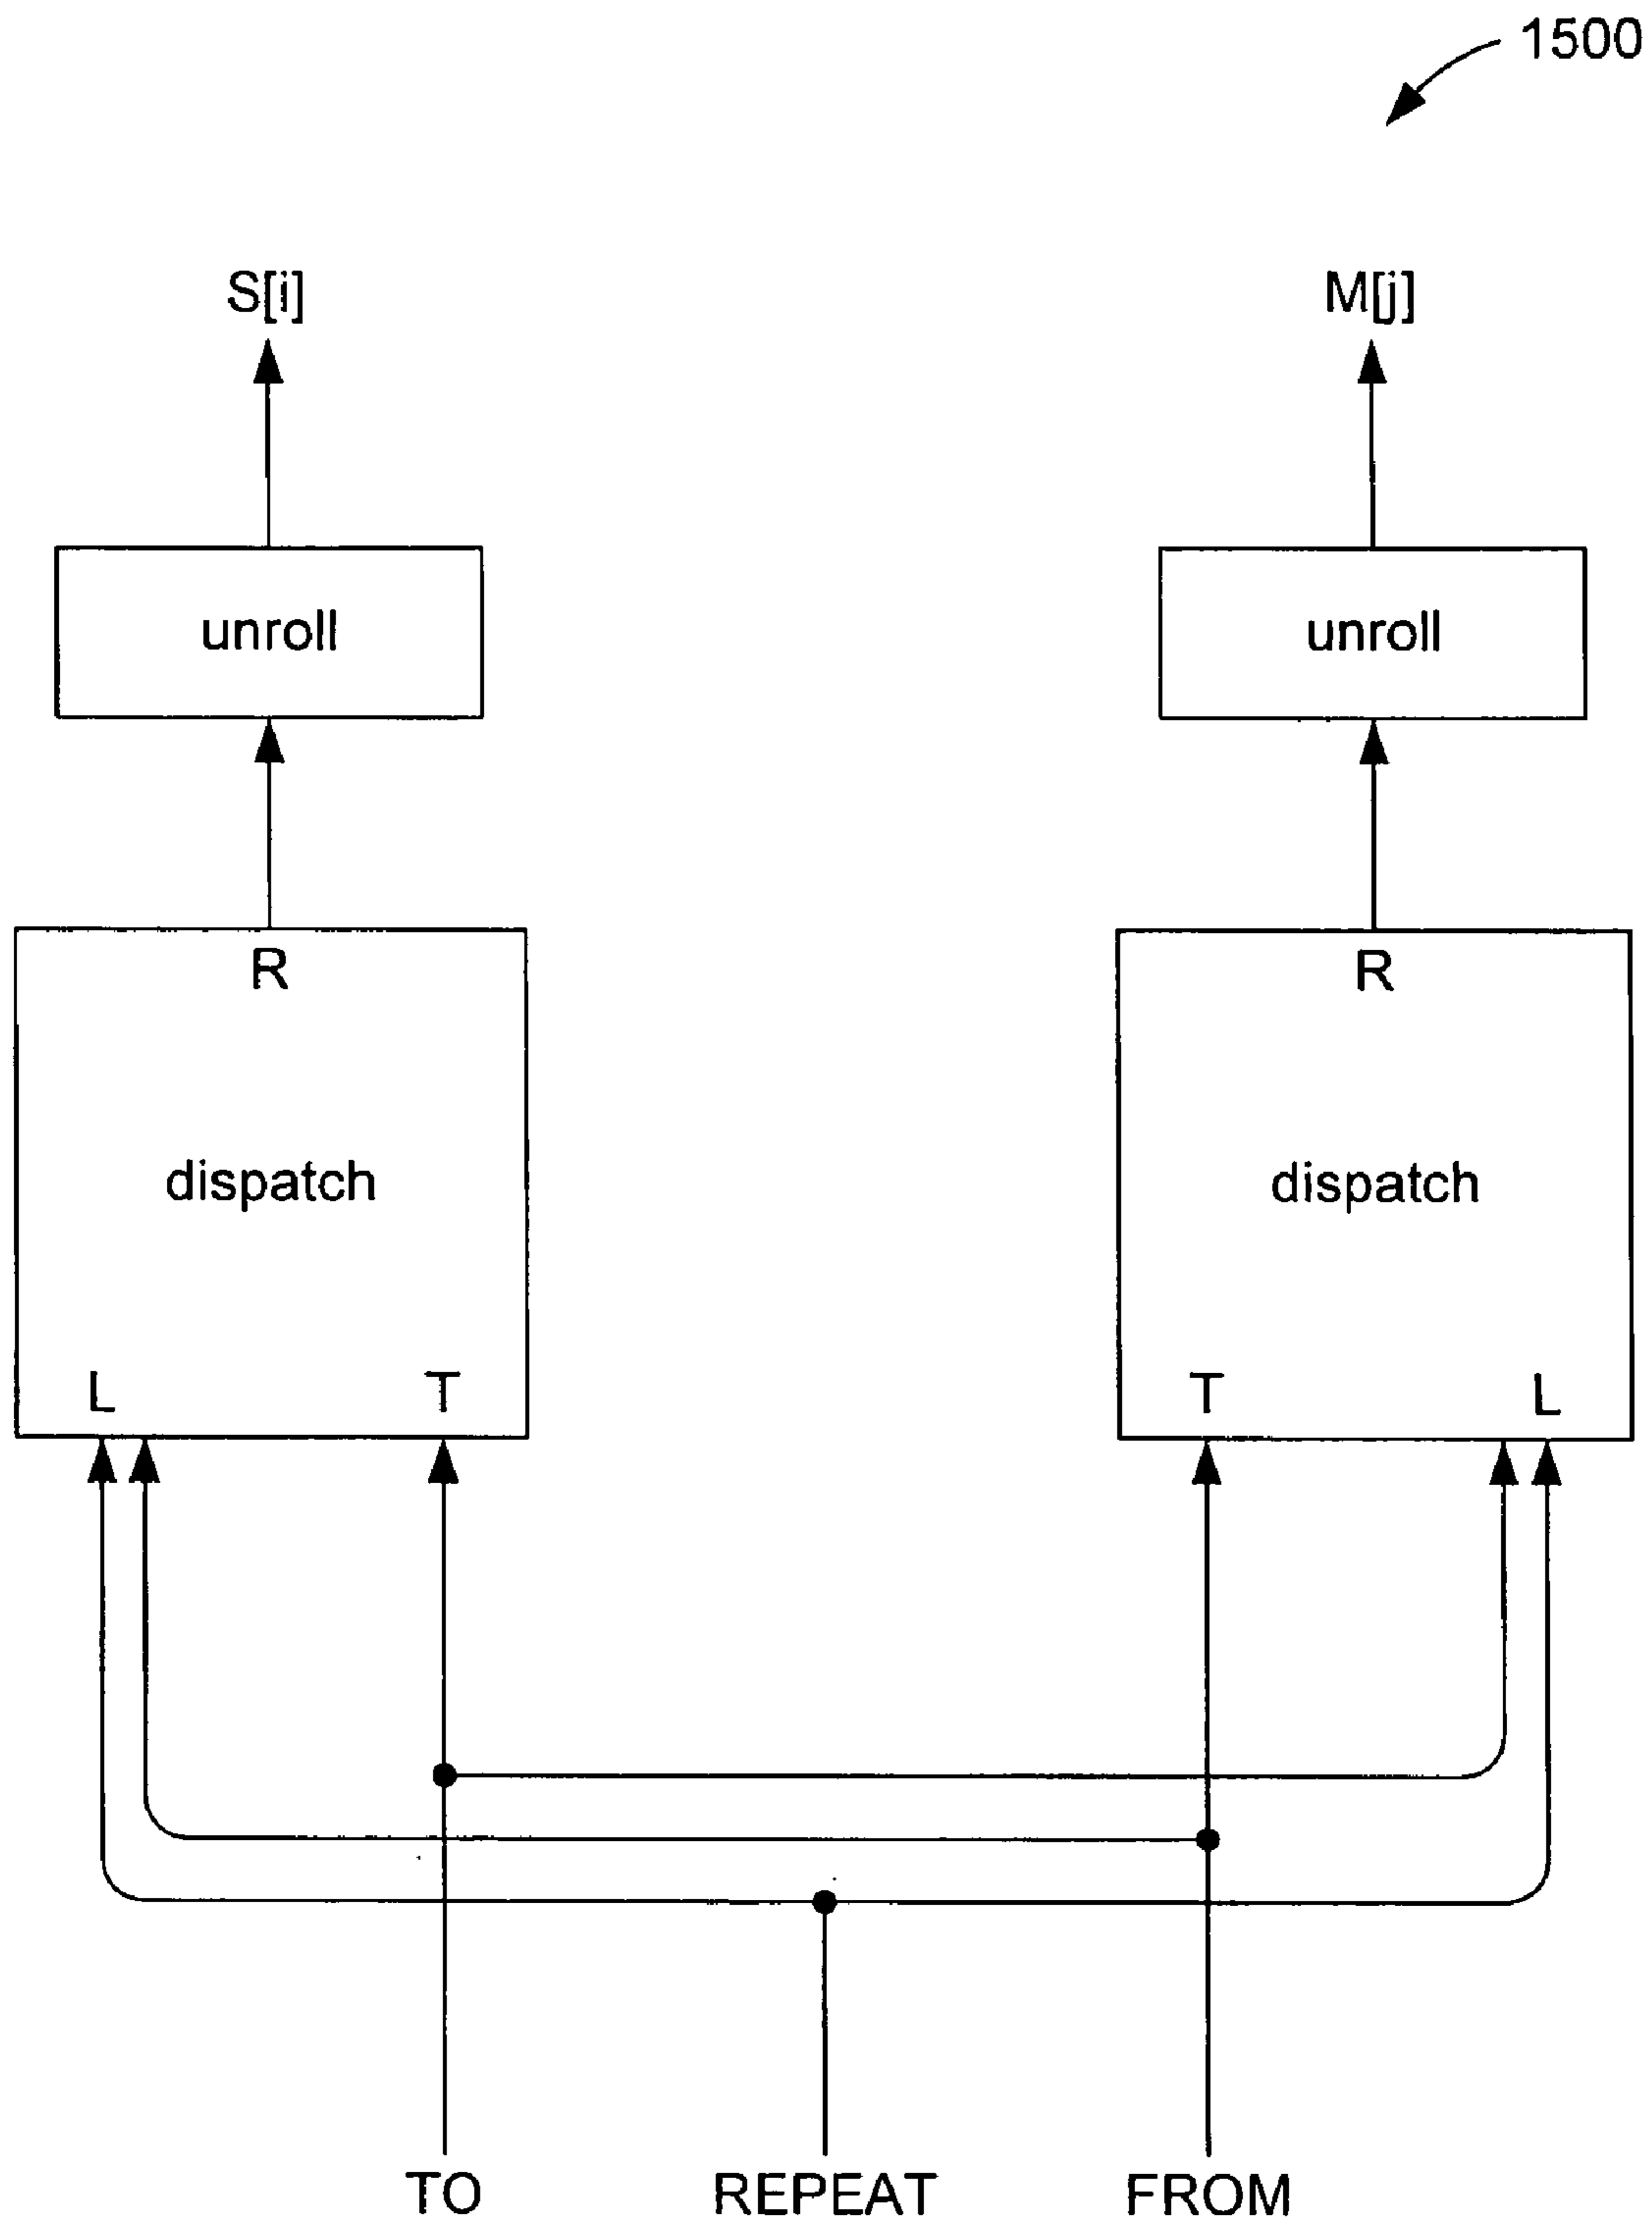 1500
S[i]
M[j]
unroll
unroll
R
R
dispatch
dispatch
L
T
T
L
TO
REPEAT
FROM